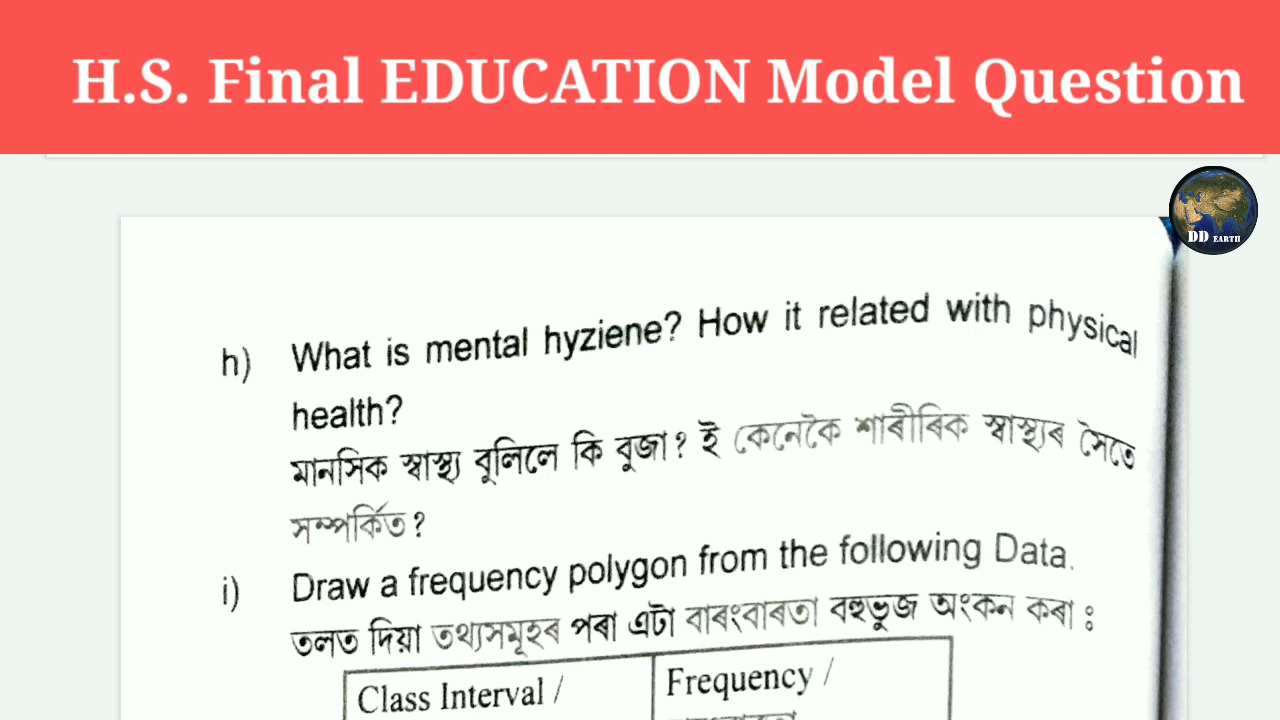 H.S. Final EDUCATION Model Question
DD EARTH
h) What is mental hyziene? How it related with physical
health?
মানসিক স্বাস্থ্য বুলিলে কি বুজা? ই কেনেকৈ শাৰীৰিক স্বাস্থ্যৰ সৈতে
সম্পৰ্কিত?
i) Draw a frequency polygon from the following Data.
তলত দিয়া তথ্যসমূহৰ পৰা এটা বাৰংবাৰতা বহুভুজ অংকন কৰা ঃ
Class Interval / Frequency /